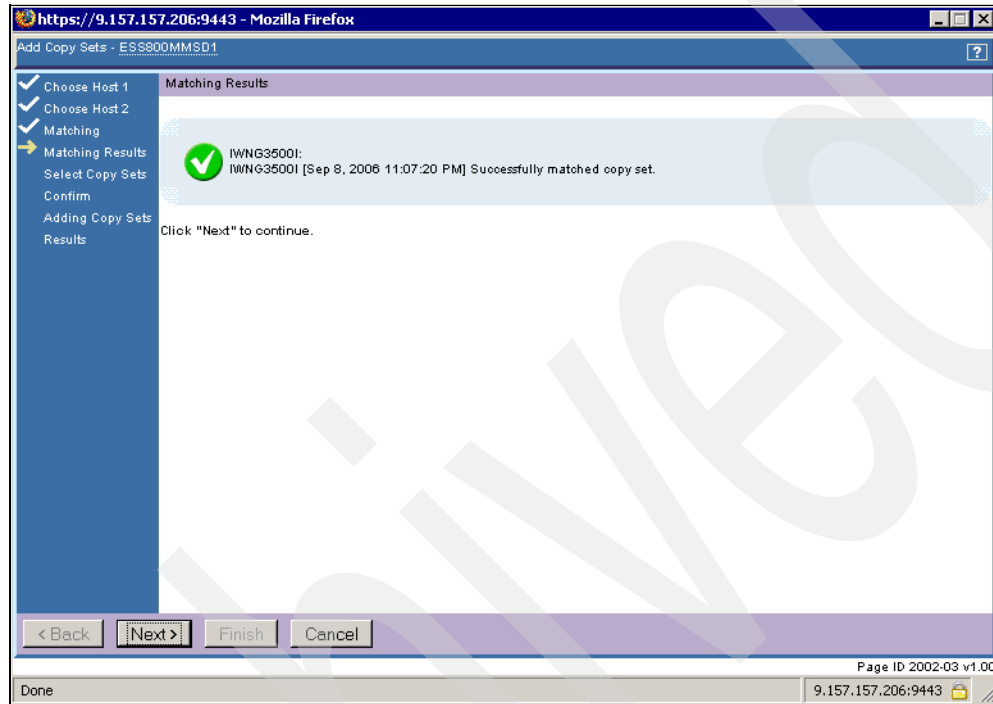 https://9.157.157.206:9443 - Mozilla Firefox
Add Copy Sets - ESS800MMSD1
?
Choose Host 1
Choose Host 2
Matching
Matching Results
Select Copy Sets
Confirm
Adding Copy Sets
Results
Matching Results
IWNG3500I:
IWNG3500I [Sep 8, 2006 11:07:20 PM] Successfully matched copy set.
Click "Next" to continue.
< Back
Next >
Finish
Cancel
Page ID 2002-03 v1.00
Done
9.157.157.206:9443